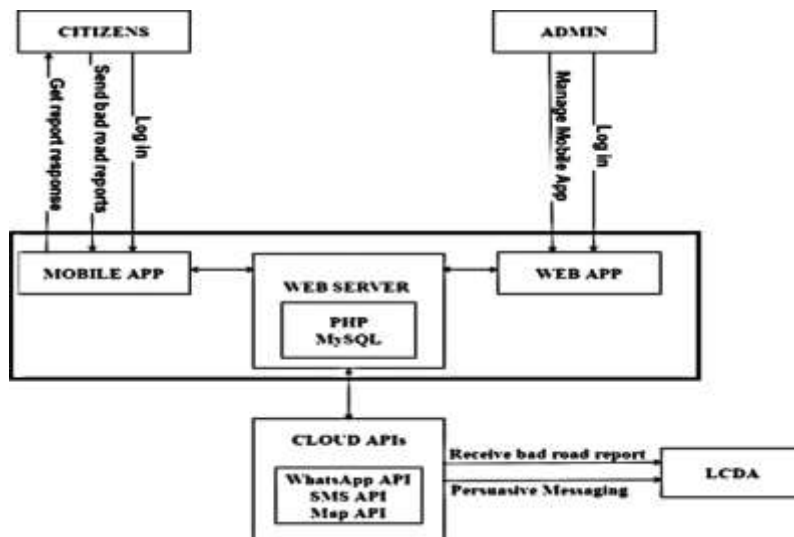 CITIZENS
ADMIN
Get report response
Send bad road reports
Log in
Manage Mobile App
Log in
MOBILE APP
WEB SERVER
PHP
MySQL
WEB APP
CLOUD APIs
WhatsApp API
SMS API
Map API
Receive bad road report
Persuasive Messaging
LCDA